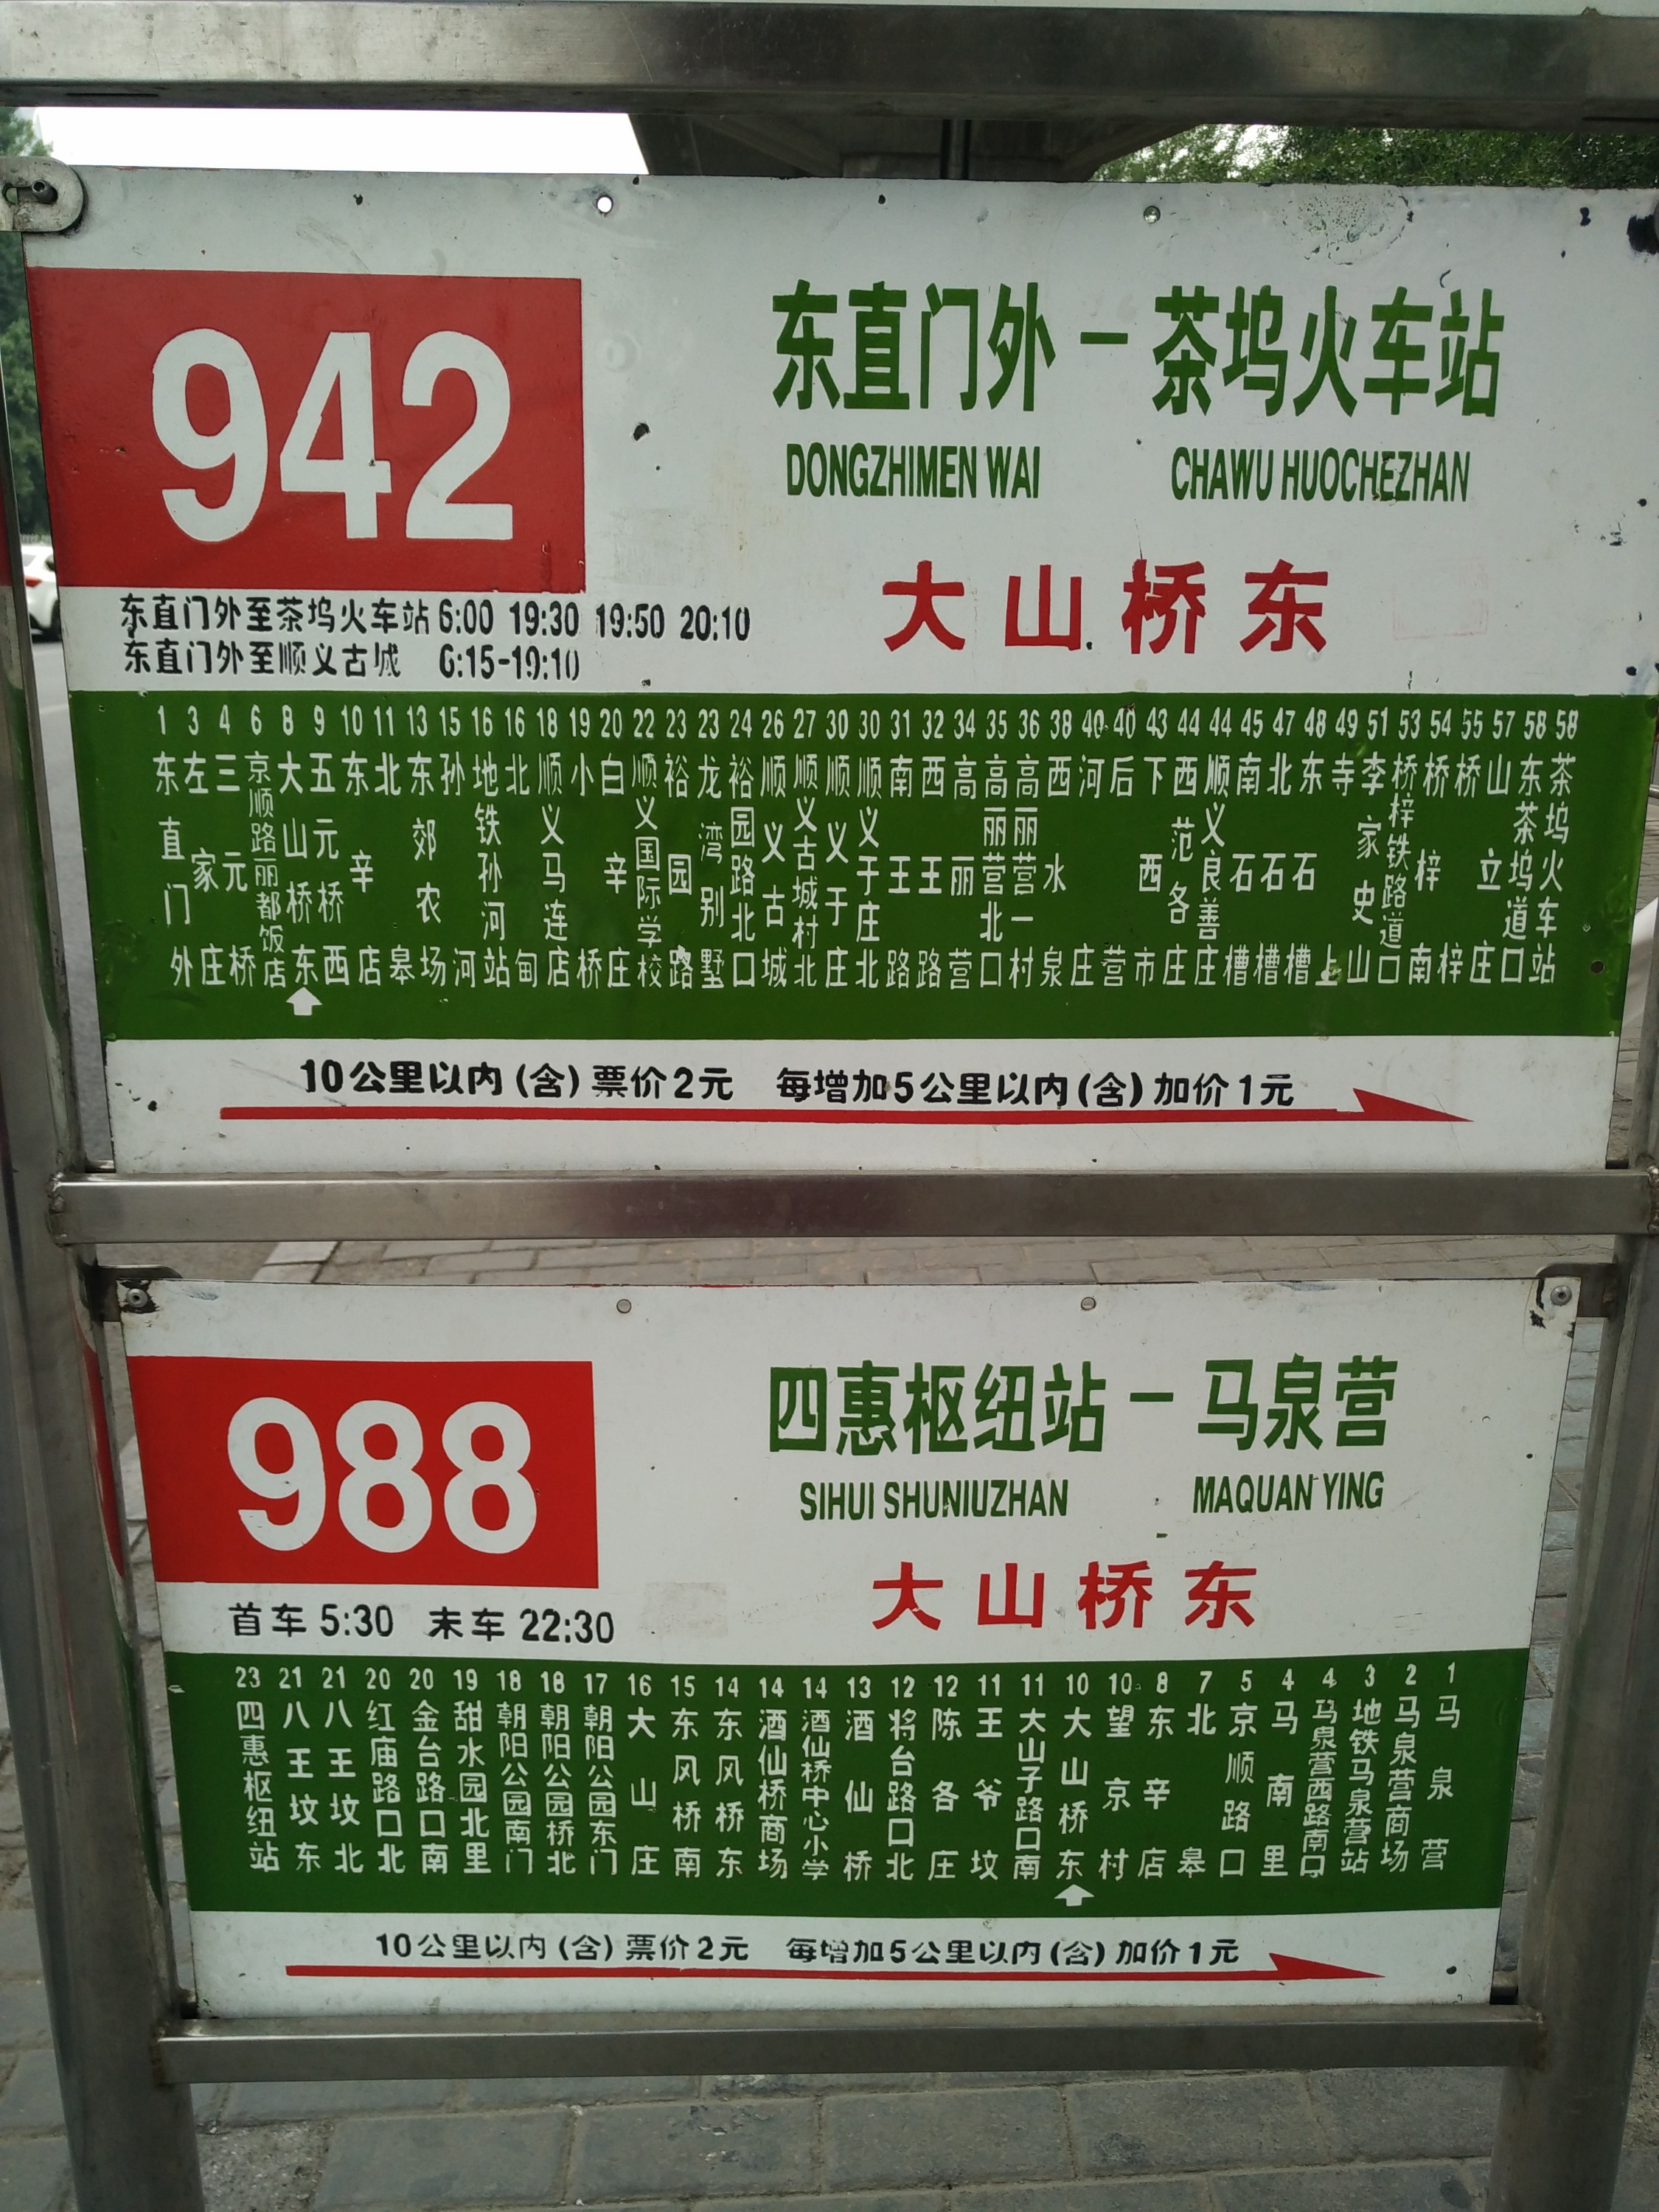 942
东直门外－茶坞火车站
DONGZHIMEN WAI CHAWU HUOCHEZHAN
大山桥东
东直门外至茶坞火车站 6:00 19:30 19:50 20:10
东直门外至顺义古城 6:15-19:10
1 3 4 6 8 9 10 11 13 15 16 16 18 19 20 22 23 23 24 26 27 30 30 31 32 34 35 36 38 40 40 43 44 44 45 47 48 49 51 53 54 55 57 58 58
东直门外
左家庄
三元桥
京顺路丽都饭店
大山桥东
五元桥西
东辛店
北皋
东郊农场
孙河
地铁孙河站
北甸
顺义马连店
小桥
白辛庄
顺义国际学校
裕园路
龙湾别墅
裕园路北口
顺义古城
顺义古城村北
顺义于庄
顺义于庄北
南王路
西王路
高丽营
高丽营北口
高丽营一村
西水泉
河庄
后营
下西市
西范各庄
顺义良善庄
南石槽
北石槽
东石槽
寺上
李家史山
桥梓铁路道口
桥梓南
桥梓
山立庄
东茶坞道口
茶坞火车站
10公里以内(含)票价2元 每增加5公里以内(含)加价1元
988
四惠枢纽站－马泉营
SIHUI SHUNIUZHAN MAQUAN YING
大山桥东
首车 5:30 末车 22:30
23 21 21 20 20 19 18 18 17 16 15 14 14 14 13 12 12 11 11 10 10 8 7 5 4 4 3 2 1
四惠枢纽站
八王坟东
八王坟北
红庙路口北
金台路口南
甜水园北里
朝阳公园南门
朝阳公园桥北
朝阳公园东门
大山庄
东风桥南
东风桥东
酒仙桥商场
酒仙桥中心小学
酒仙桥
将台路口北
陈各庄
王爷坟
大山子路口南
大山桥东
望京村
东辛店
北皋
京顺路口
马南里
马泉营西路南口
地铁马泉营站
马泉营商场
马泉营
10公里以内(含)票价2元 每增加5公里以内(含)加价1元